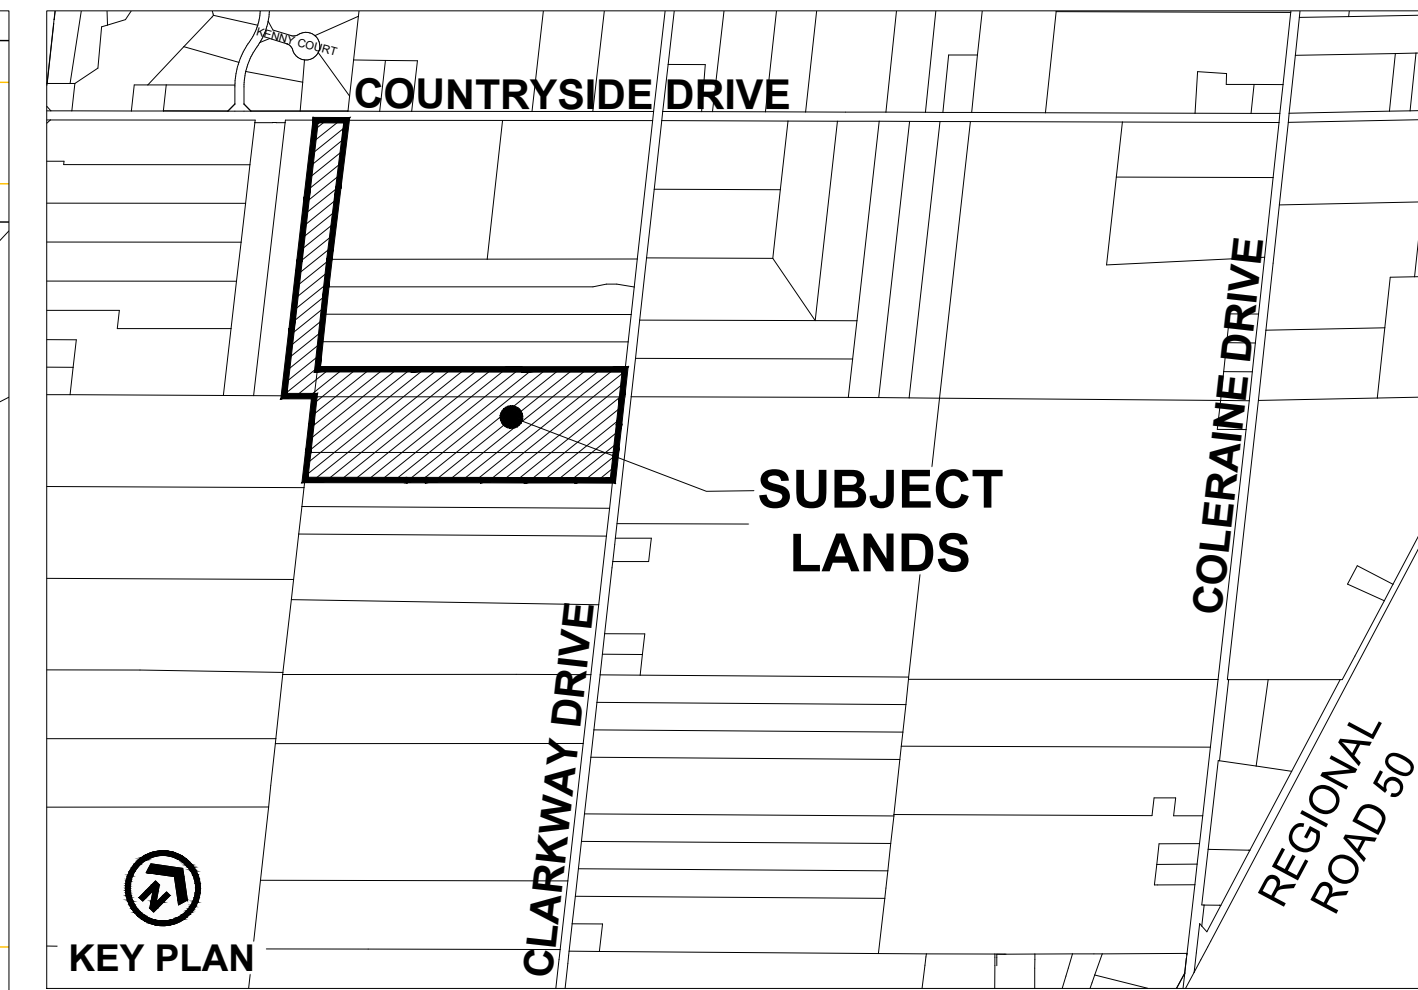 KENNY COURT
COUNTRYSIDE DRIVE
COLERAINE DRIVE
SUBJECT
LANDS
CLARKWAY DRIVE
REGIONAL
ROAD 50
N
KEY PLAN